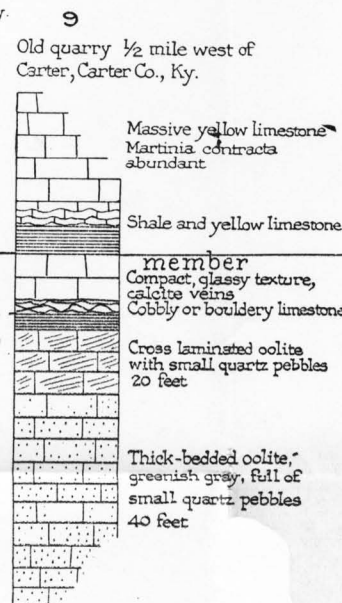 y.
9
Old quarry ½ mile west of
Carter, Carter Co., Ky.
Massive yellow limestone
Martinia contracta
abundant
Shale and yellow limestone
member
Compact, glassy texture,
calcite veins
Cobbly or bouldery limestone
Cross laminated oolite
with small quartz pebbles
20 feet
Thick-bedded oolite,
greenish gray, full of
small quartz pebbles
40 feet